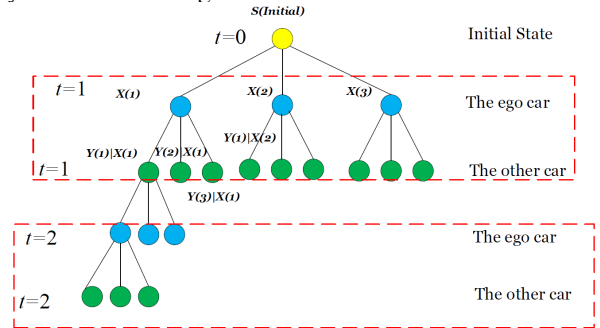 S(Initial)
t=0
Initial State
t=1
X(1)
X(2)
X(3)
The ego car
Y(1)|X(1)
Y(2)|X(1)
Y(1)|X(2)
t=1
The other car
Y(3)|X(1)
t=2
The ego car
t=2
The other car